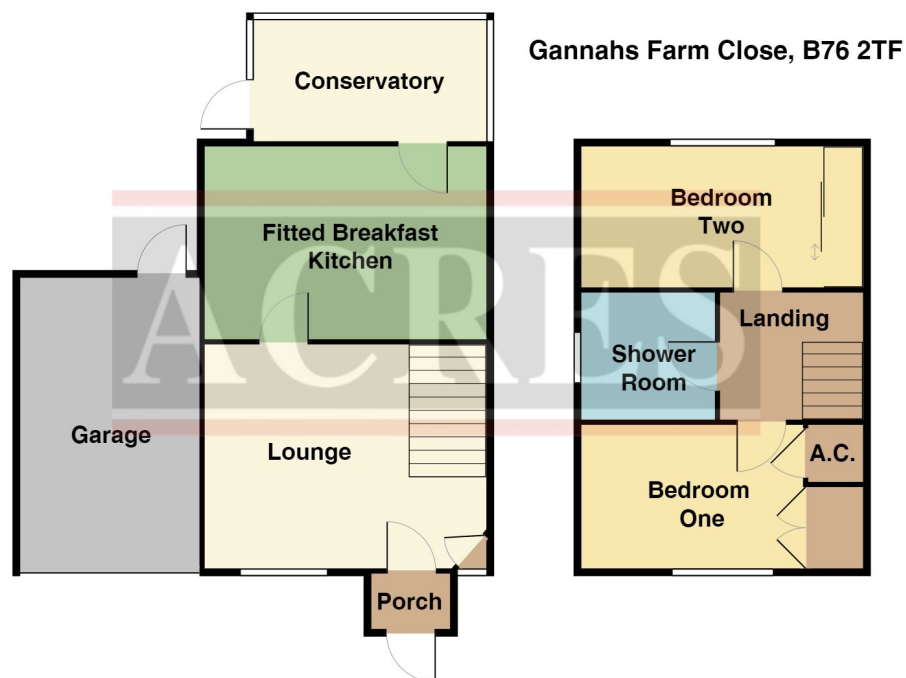 Gannahs Farm Close, B76 2TF
Conservatory
Fitted Breakfast
Kitchen
Garage
Lounge
Porch
Bedroom
Two
Landing
Shower
Room
A.C.
Bedroom
One
ACRES